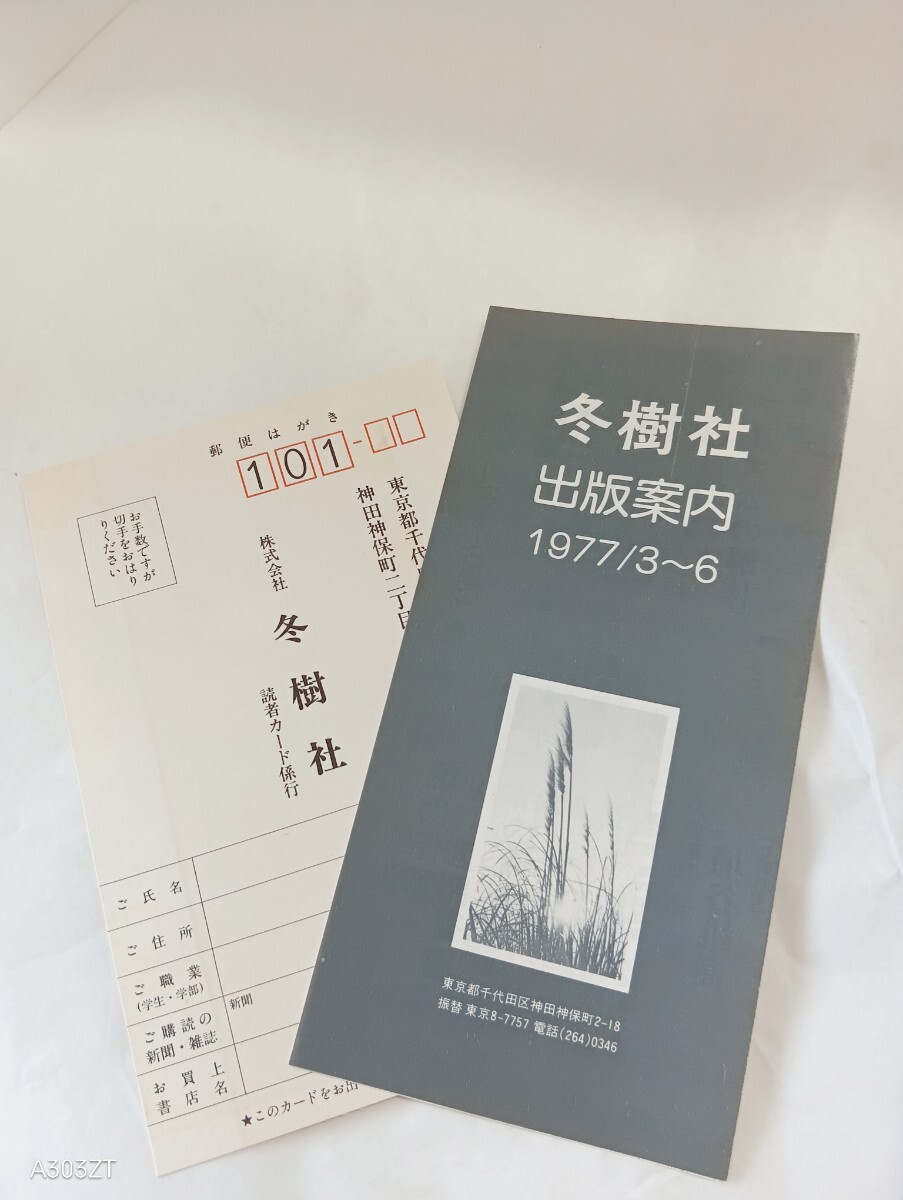 郵便はがき
101-
東京都千代
神田神保町二丁目
株式会社
冬樹社
読者カード係行
お手数ですが
切手をおはり
りください
ご氏名
ご住所
ご職業
(学生・学部)
ご購読の
新聞・雑誌
新聞
お買上
書店名
★このカードをお出
冬樹社
出版案内
1977/3〜6
東京都千代田区神田神保町2-18
振替 東京8-7757 電話(264)0346
A303ZT